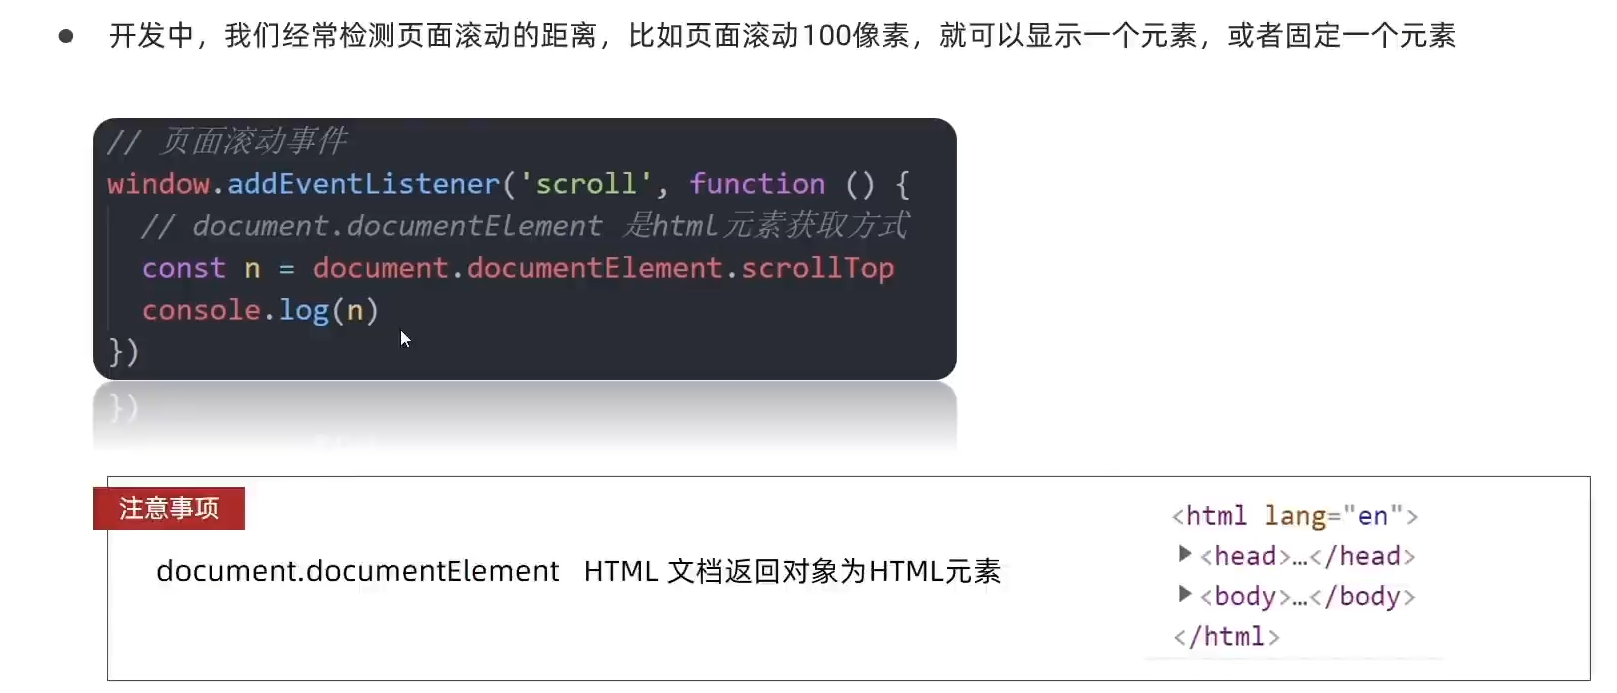 ● 开发中，我们经常检测页面滚动的距离，比如页面滚动100像素，就可以显示一个元素，或者固定一个元素
// 页面滚动事件
window.addEventListener('scroll', function () {
  // document.documentElement 是html元素获取方式
  const n = document.documentElement.scrollTop
  console.log(n)
})
})
注意事项
document.documentElement HTML 文档返回对象为HTML元素
<html lang="en">
▶<head>…</head>
▶<body>…</body>
</html>